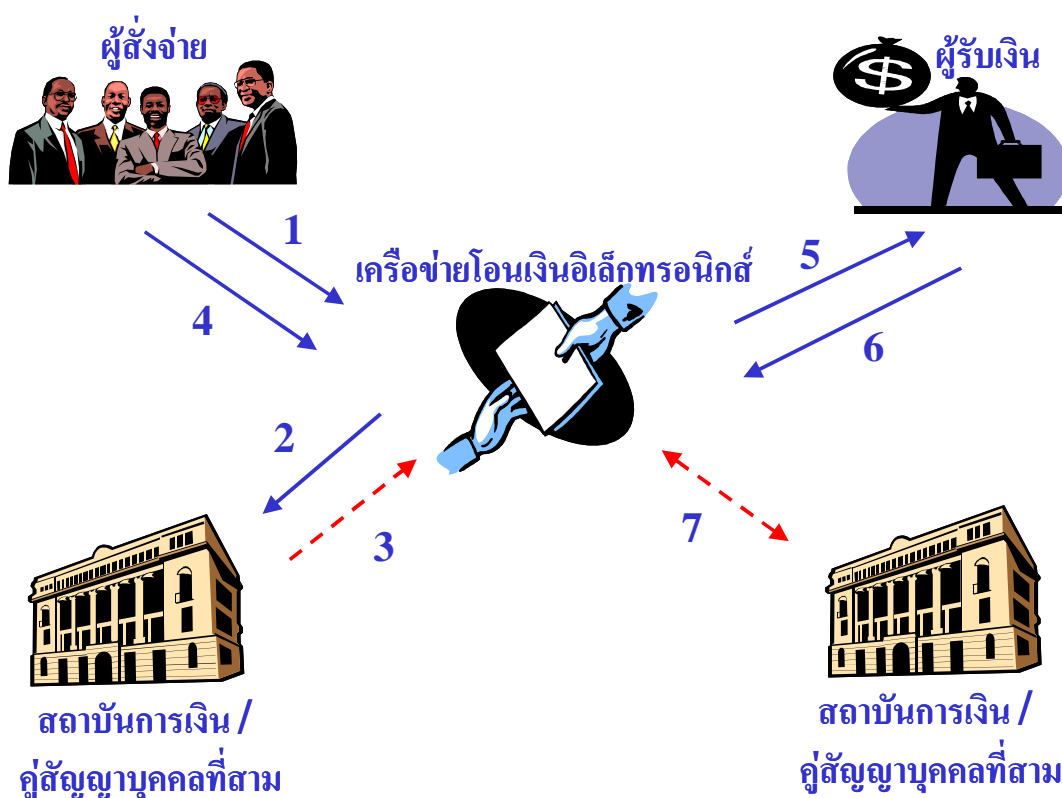 ผู้สั่งจ่าย
ผู้รับเงิน
$
1
5
เครือข่ายโอนเงินอิเล็กทรอนิกส์
4
6
2
3
7
สถาบันการเงิน /
คู่สัญญาบุคคลที่สาม
สถาบันการเงิน /
คู่สัญญาบุคคลที่สาม